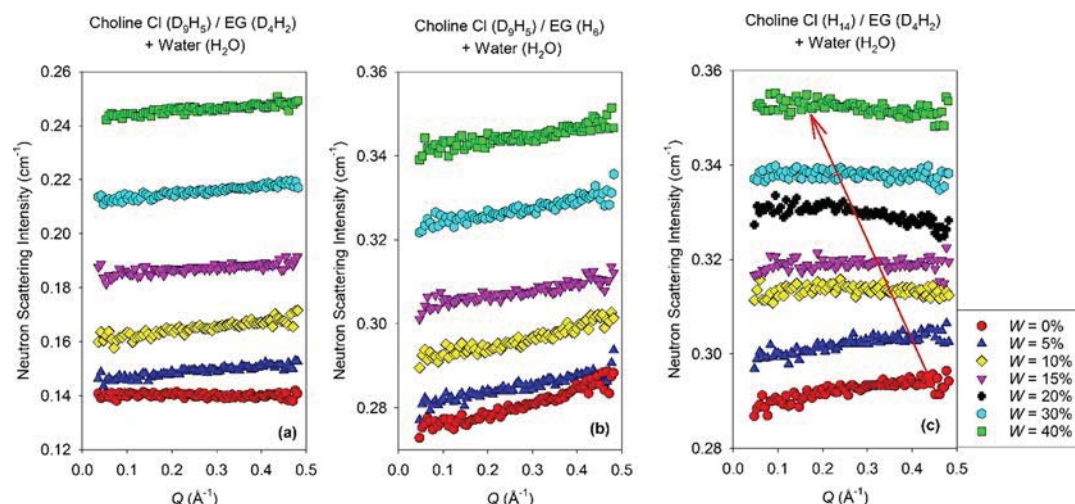 Choline Cl (D₉H₅) / EG (D₄H₂)
+ Water (H₂O)
Neutron Scattering Intensity (cm⁻¹)
0.26
0.24
0.22
0.20
0.18
0.16
0.14
0.12
(a)
0.0 0.1 0.2 0.3 0.4 0.5
Q (Å⁻¹)
Choline Cl (D₉H₅) / EG (H₆)
+ Water (H₂O)
Neutron Scattering Intensity (cm⁻¹)
0.36
0.34
0.32
0.30
0.28
0.26
(b)
0.0 0.1 0.2 0.3 0.4 0.5
Q (Å⁻¹)
Choline Cl (H₁₄) / EG (D₄H₂)
+ Water (H₂O)
Neutron Scattering Intensity (cm⁻¹)
0.36
0.34
0.32
0.30
0.28
(c)
0.0 0.1 0.2 0.3 0.4 0.5
Q (Å⁻¹)
W = 0%
W = 5%
W = 10%
W = 15%
W = 20%
W = 30%
W = 40%